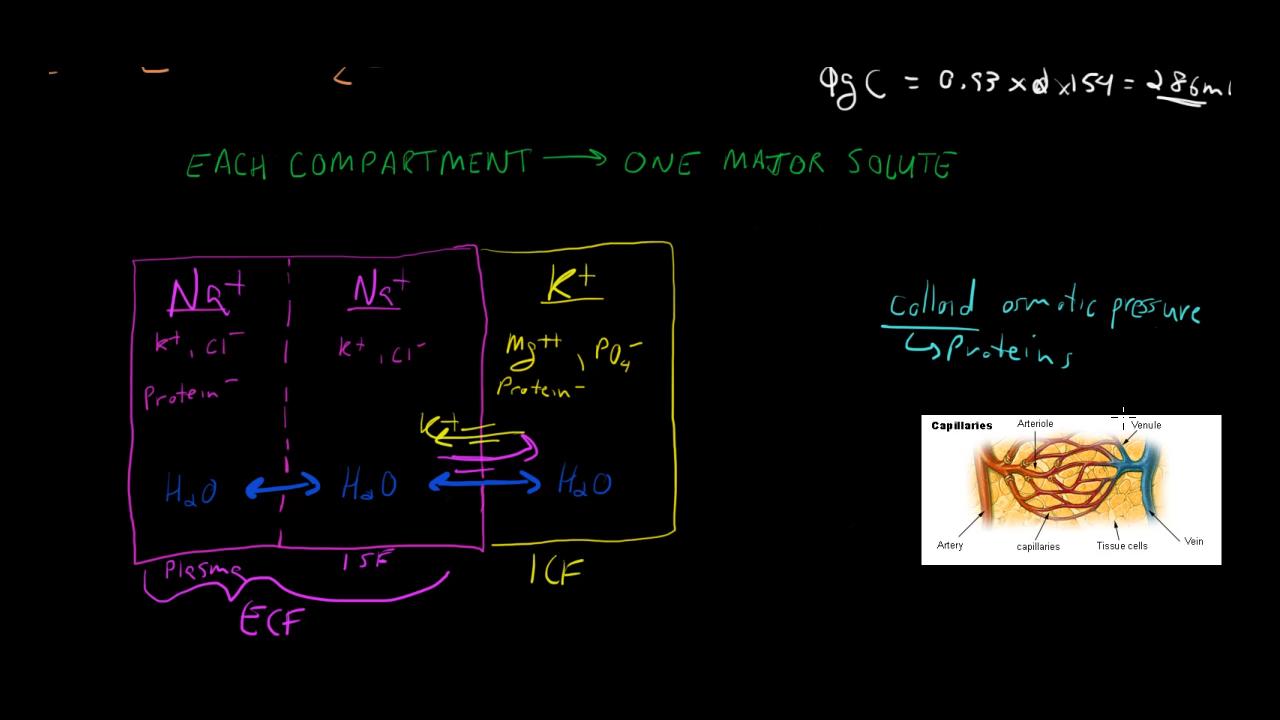 = 0.93 x 2 x 154 = 286m
EACH COMPARTMENT → ONE MAJOR SOLUTE
Na+ Na+ K+
K+, Cl- K+, Cl- Mg++, PO4-
Protein- Protein-
K+
H2O H2O H2O
Plasma ISF ICF
ECF
colloid osmotic pressure
↳ Proteins
Capillaries Arteriole Venule
Artery capillaries Tissue cells Vein